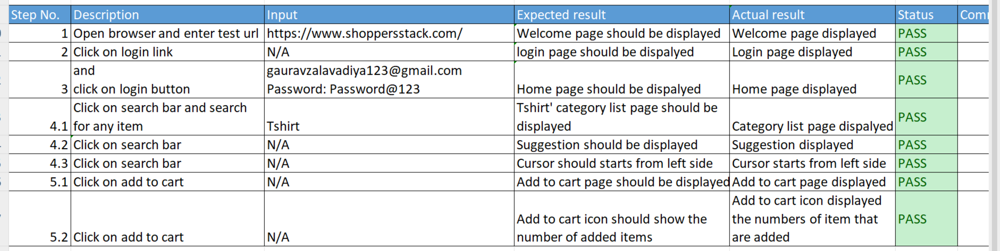 Step No. Description Input Expected result Actual result Status
1 Open browser and enter test url https://www.shoppersstack.com/ Welcome page should be displayed Welcome page displayed PASS
2 Click on login link N/A login page should be dispalyed Login page displayed PASS
and gauravzalavadiya123@gmail.com
3 click on login button Password: Password@123 Home page should be dispalyed Home page displayed PASS
Click on search bar and search Tshirt' category list page should be
4.1 for any item Tshirt displayed Category list page dispalyed PASS
4.2 Click on search bar N/A Suggestion should be displayed Suggestion displayed PASS
4.3 Click on search bar N/A Cursor should starts from left side Cursor starts from left side PASS
5.1 Click on add to cart N/A Add to cart page should be displayed Add to cart page displayed PASS
Add to cart icon displayed
Add to cart icon should show the the numbers of item that PASS
5.2 Click on add to cart N/A number of added items are added